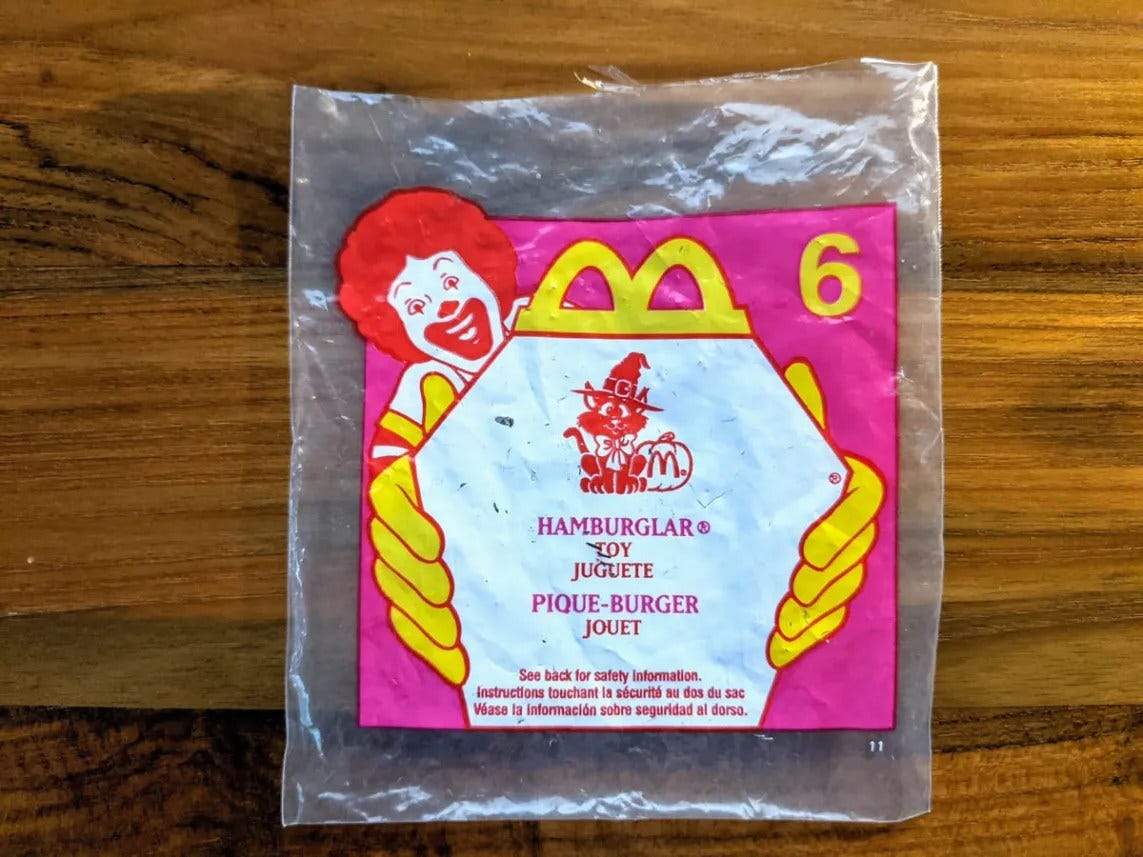 6
HAMBURGLAR®
TOY
JUGUETE
PIQUE-BURGER
JOUET
See back for safety information.
Instructions touchant la sécurité au dos du sac
Véase la información sobre seguridad al dorso.
11